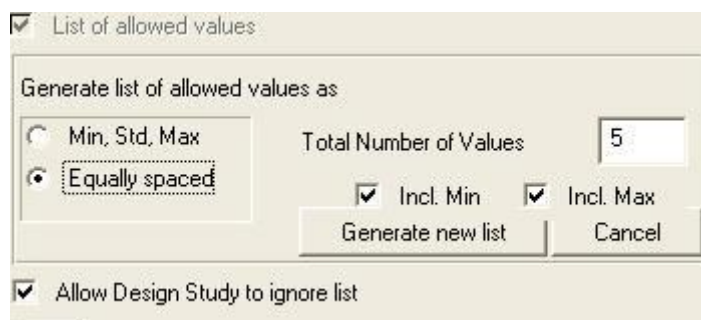 List of allowed values
Generate list of allowed values as
Min, Std, Max
Total Number of Values 5
Equally spaced
Incl. Min Incl. Max
Generate new list Cancel
Allow Design Study to ignore list